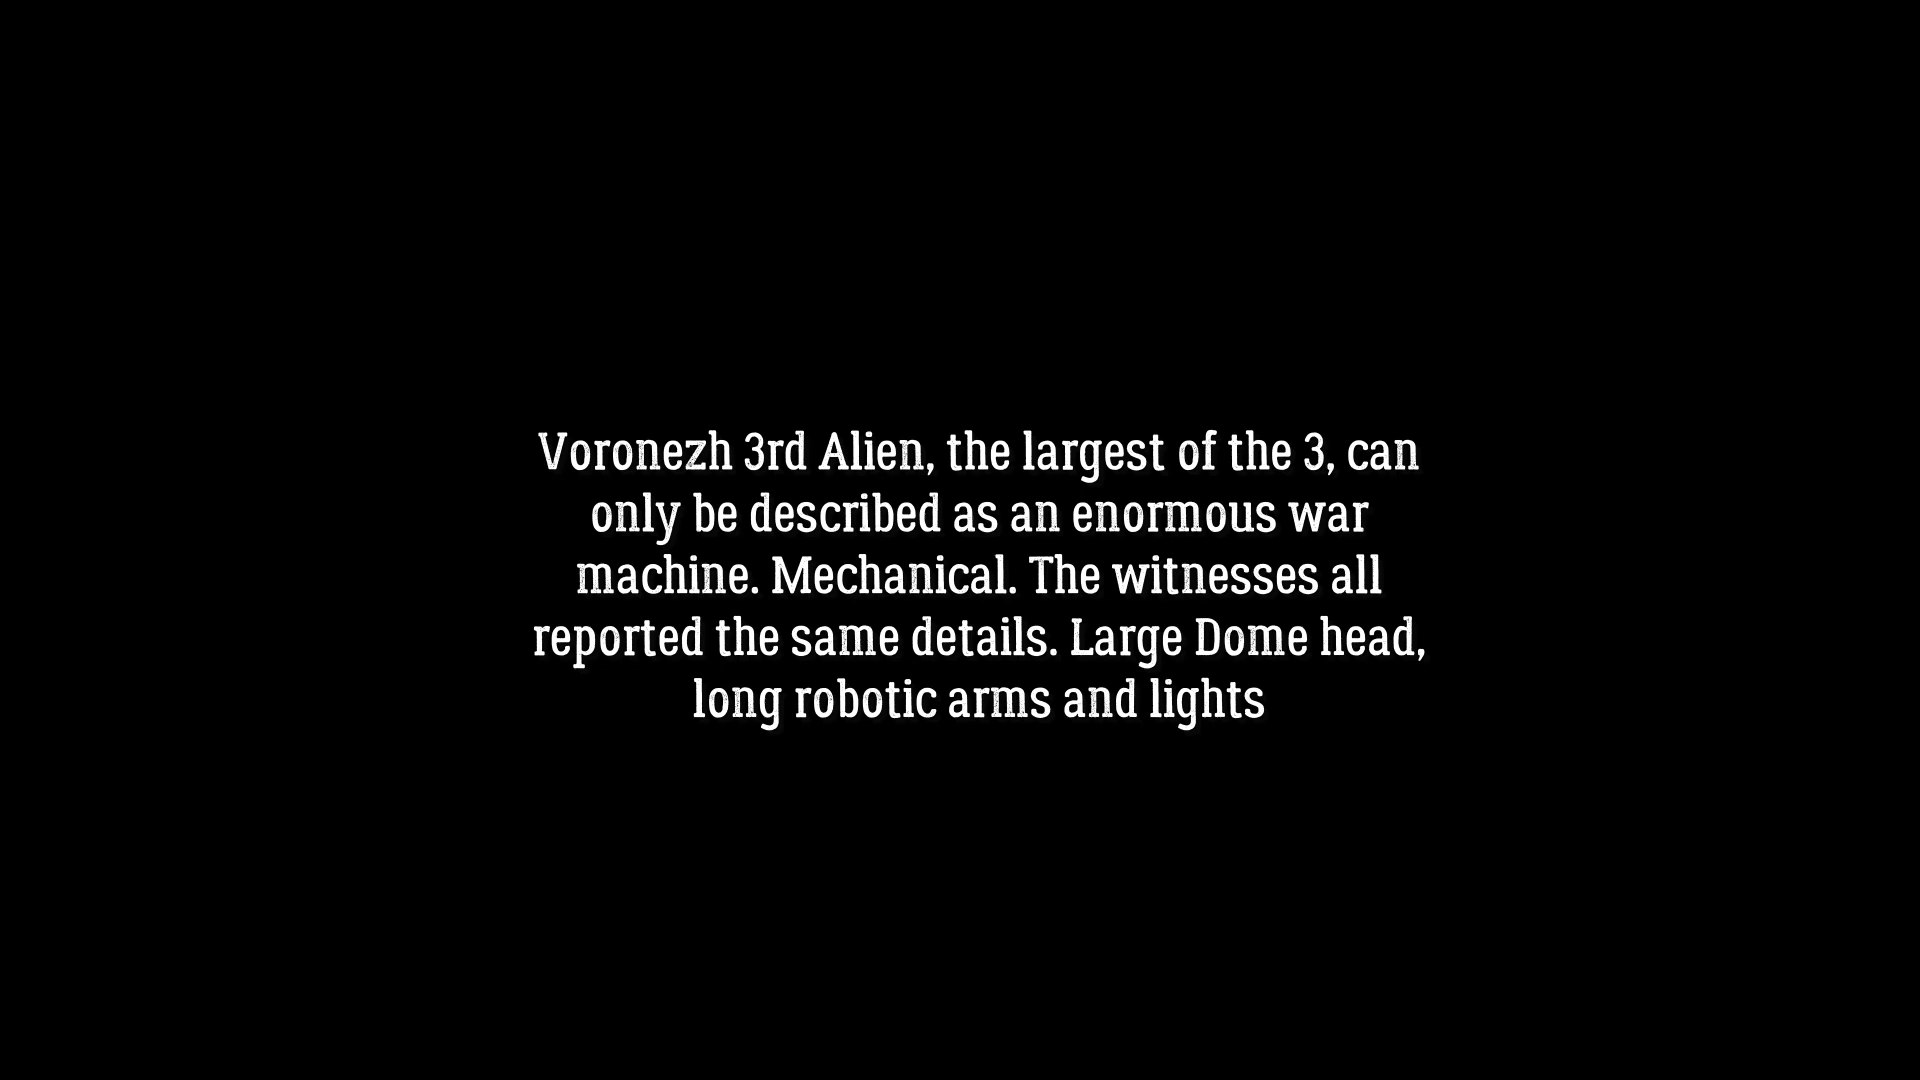 Voronezh 3rd Alien, the largest of the 3, can
only be described as an enormous war
machine. Mechanical. The witnesses all
reported the same details. Large Dome head,
long robotic arms and lights